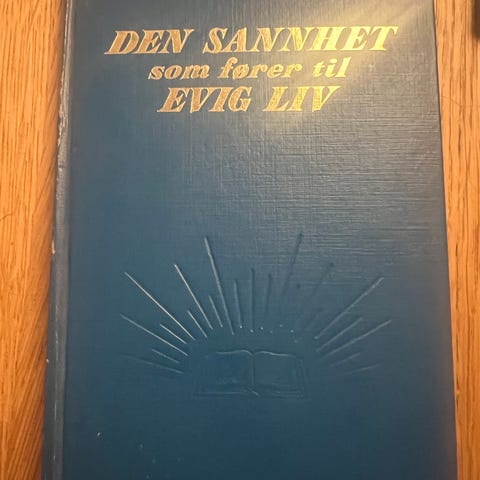 DEN SANNHET
som fører til
EVIG LIV